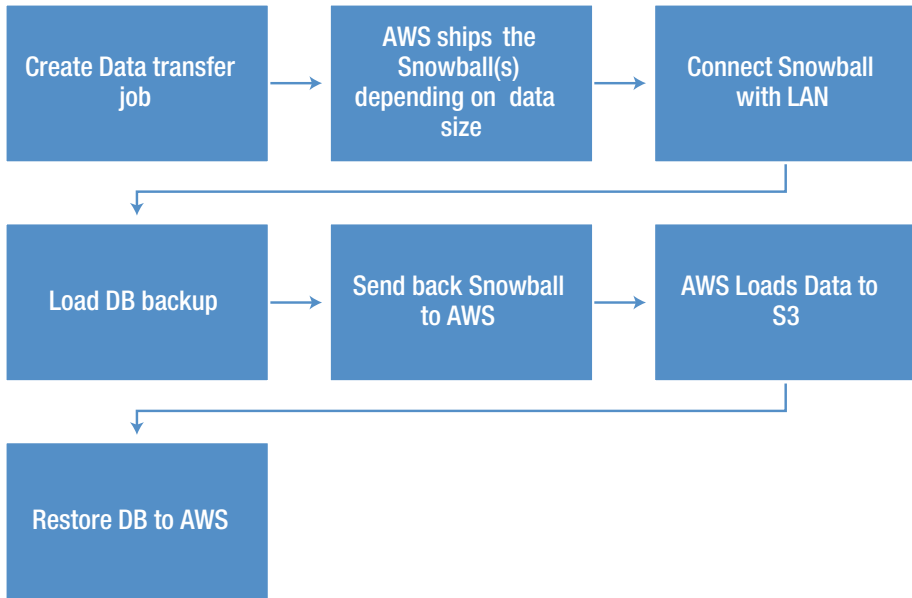 Create Data transfer
job
AWS ships the
Snowball(s)
depending on data
size
Connect Snowball
with LAN
Load DB backup
Send back Snowball
to AWS
AWS Loads Data to
S3
Restore DB to AWS